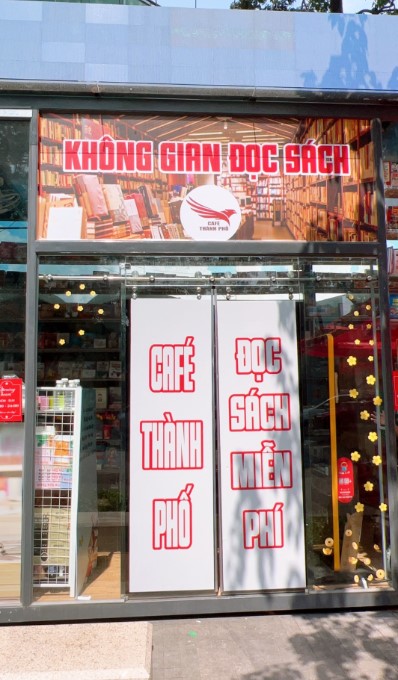 KHÔNG GIAN ĐỌC SÁCH
CAFÉ
THÀNH PHỐ
CAFÉ
THÀNH
PHỐ
ĐỌC
SÁCH
MIỄN
PHÍ